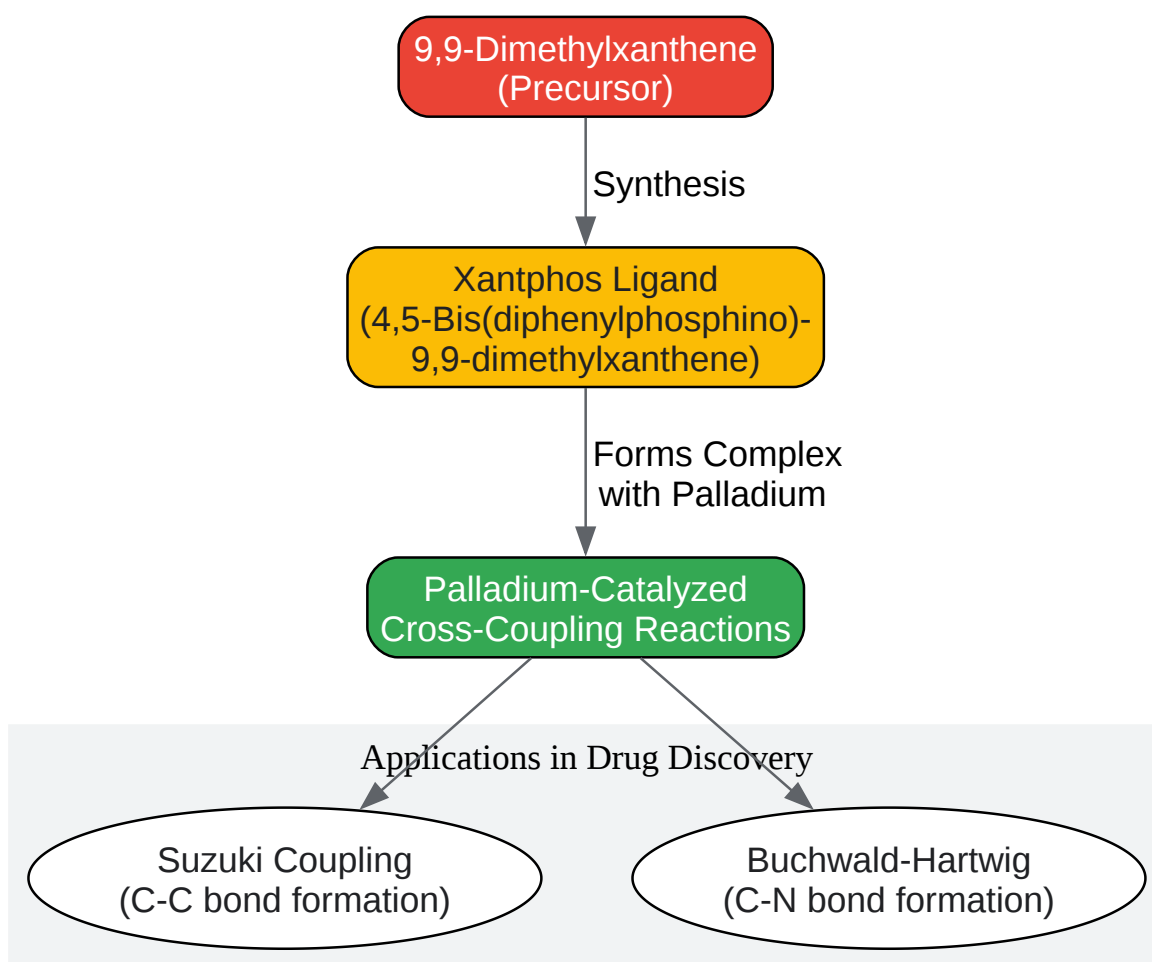 9,9-Dimethylxanthene
(Precursor)
Synthesis
Xantphos Ligand
(4,5-Bis(diphenylphosphino)-
9,9-dimethylxanthene)
Forms Complex
with Palladium
Palladium-Catalyzed
Cross-Coupling Reactions
Applications in Drug Discovery
Suzuki Coupling
(C-C bond formation)
Buchwald-Hartwig
(C-N bond formation)